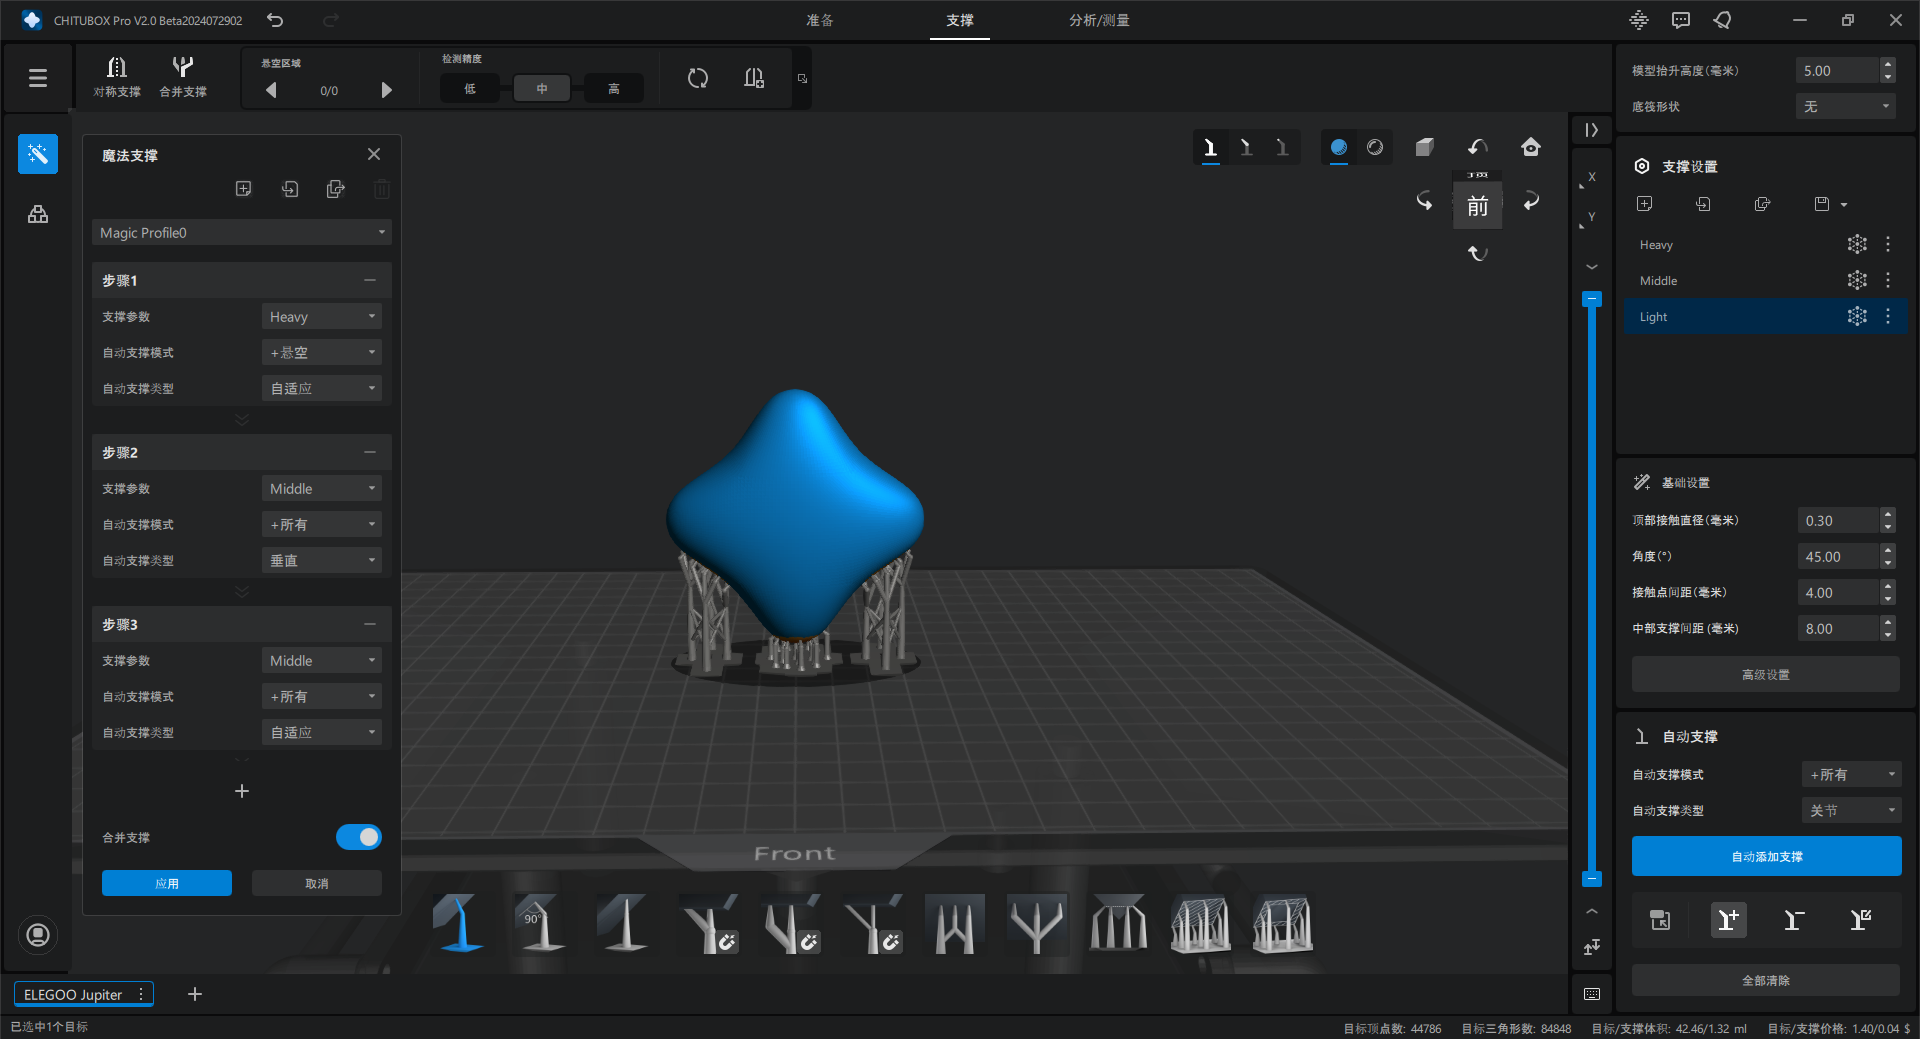 CHITUBOX Pro V2.0 Beta2024072902
准备
支撑
分析/测量
对称支撑
合并支撑
悬空区域
0/0
检测精度
低
中
高
模型抬升高度(毫米)
5.00
底筏形状
无
魔法支撑
Magic Profile0
步骤1
支撑参数
Heavy
自动支撑模式
+悬空
自动支撑类型
自适应
步骤2
支撑参数
Middle
自动支撑模式
+所有
自动支撑类型
垂直
步骤3
支撑参数
Middle
自动支撑模式
+所有
自动支撑类型
自适应
+
合并支撑
应用
取消
前
Front
90°
X
Y
支撑设置
Heavy
Middle
Light
基础设置
顶部接触直径(毫米)
0.30
角度(°)
45.00
接触点间距(毫米)
4.00
中部支撑间距 (毫米)
8.00
高级设置
自动支撑
自动支撑模式
+所有
自动支撑类型
关节
自动添加支撑
全部清除
ELEGOO Jupiter
+
已选中1个目标
目标顶点数: 44786
目标三角形数: 84848
目标/支撑体积: 42.46/1.32 ml
目标/支撑价格: 1.40/0.04 $